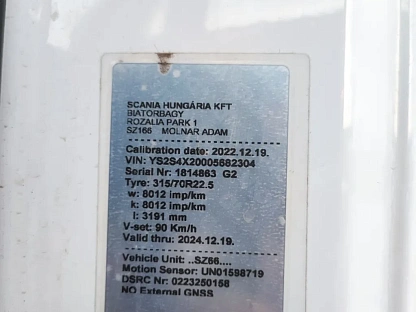 SCANIA HUNGÁRIA KFT
BIATORBAGY
ROZALIA PARK 1
SZ166 MOLNAR ADAM
Calibration date: 2022.12.19.
VIN: YS2S4X20005682304
Serial Nr: 1814863 G2
Tyre: 315/70R22.5
w: 8012 imp/km
k: 8012 imp/km
l: 3191 mm
V-set: 90 Km/h
Valid thru: 2024.12.19.
Vehicle Unit: ..SZ66....
Motion Sensor: UN01598719
DSRC Nr: 0223250158
NO External GNSS